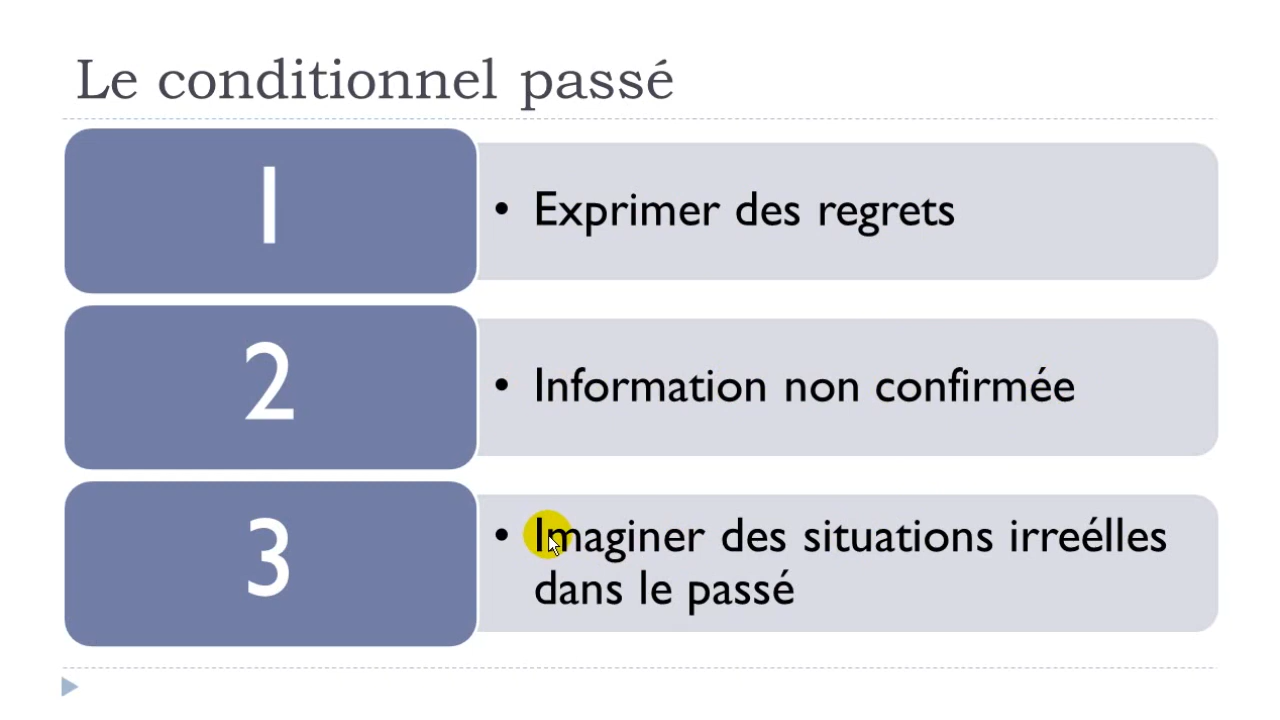 Le conditionnel passé
1
• Exprimer des regrets
2
• Information non confirmée
3
• Imaginer des situations irreélles
dans le passé